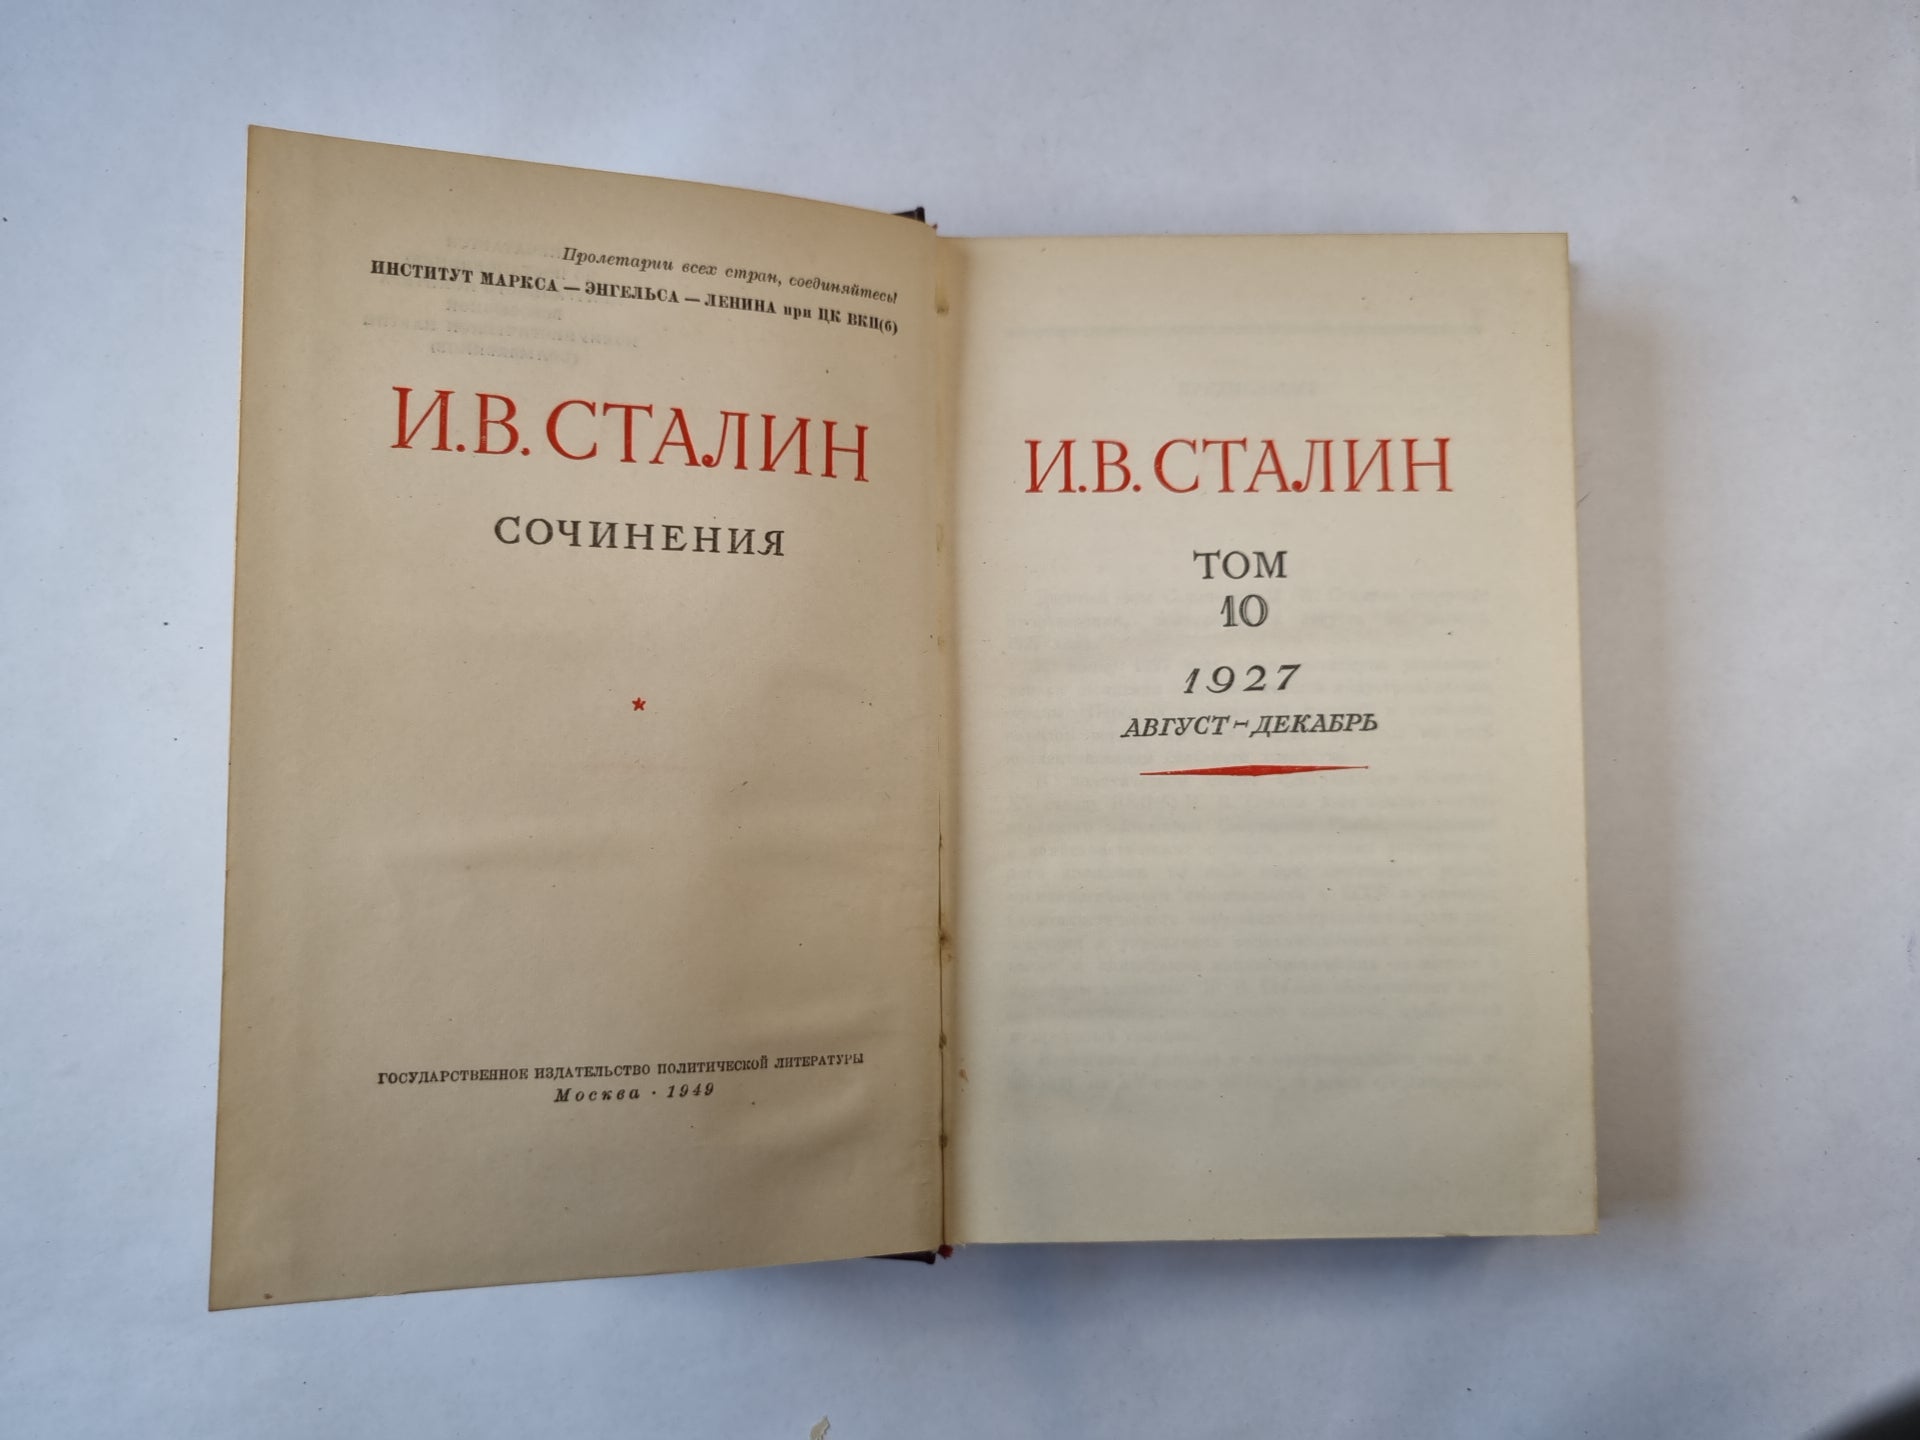 Пролетарии всех стран, соединяйтесь!
ИНСТИТУТ МАРКСА — ЭНГЕЛЬСА — ЛЕНИНА при ЦК ВКП(б)
И.В. СТАЛИН
СОЧИНЕНИЯ
ГОСУДАРСТВЕННОЕ ИЗДАТЕЛЬСТВО ПОЛИТИЧЕСКОЙ ЛИТЕРАТУРЫ
Москва · 1949
И.В. СТАЛИН
ТОМ
10
1927
АВГУСТ-ДЕКАБРЬ